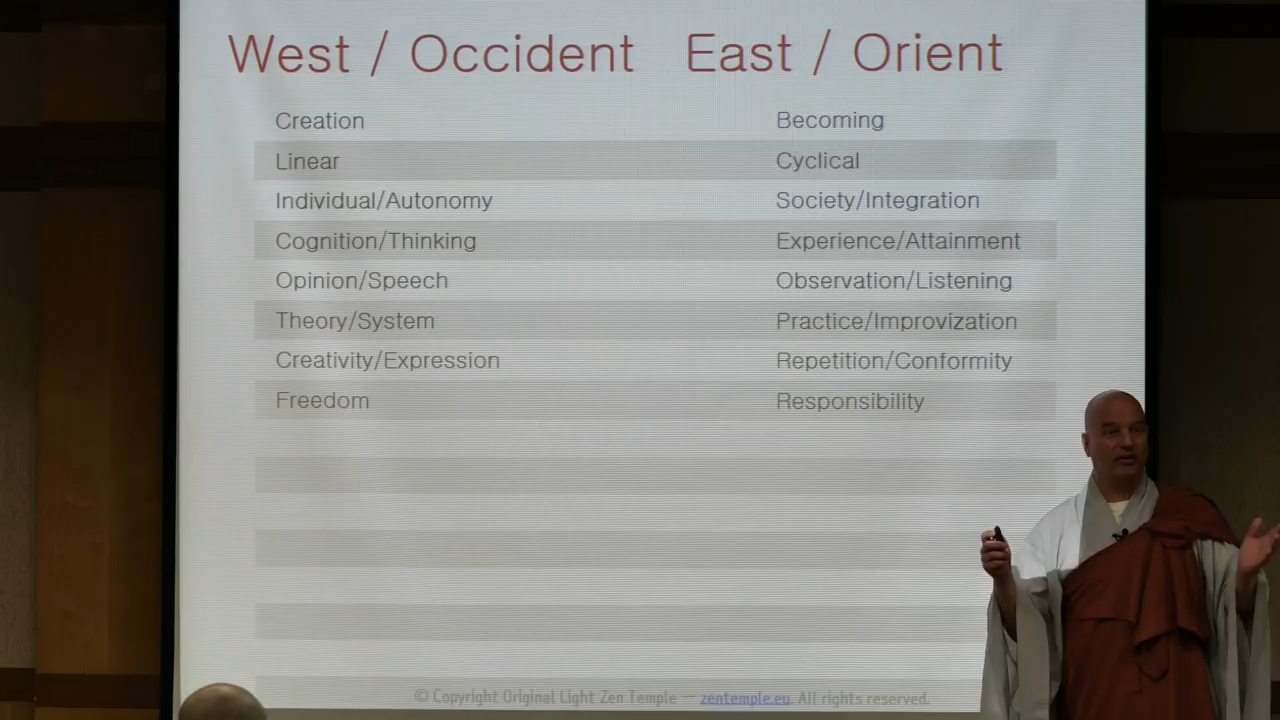 West / Occident East / Orient
Creation Becoming
Linear Cyclical
Individual/Autonomy Society/Integration
Cognition/Thinking Experience/Attainment
Opinion/Speech Observation/Listening
Theory/System Practice/Improvization
Creativity/Expression Repetition/Conformity
Freedom Responsibility
© Copyright Original Light Zen Temple — zentemple.eu. All rights reserved.